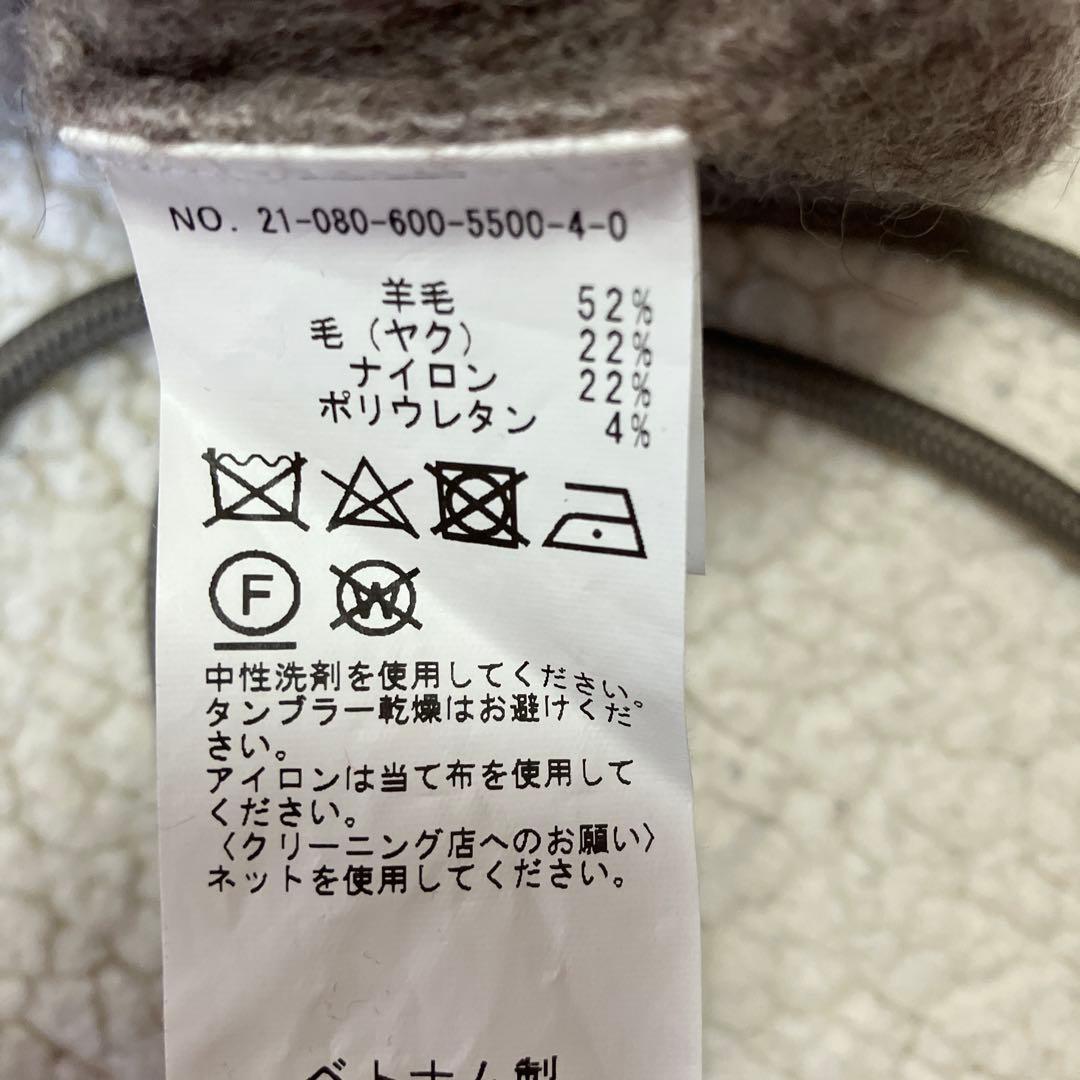 NO. 21-080-600-5500-4-0
羊毛 52%
毛(ヤク) 22%
ナイロン 22%
ポリウレタン 4%
F W
中性洗剤を使用してください。
タンブラー乾燥はお避けくだ
さい。
アイロンは当て布を使用して
ください。
〈クリーニング店へのお願い〉
ネットを使用してください。
ベトナム製